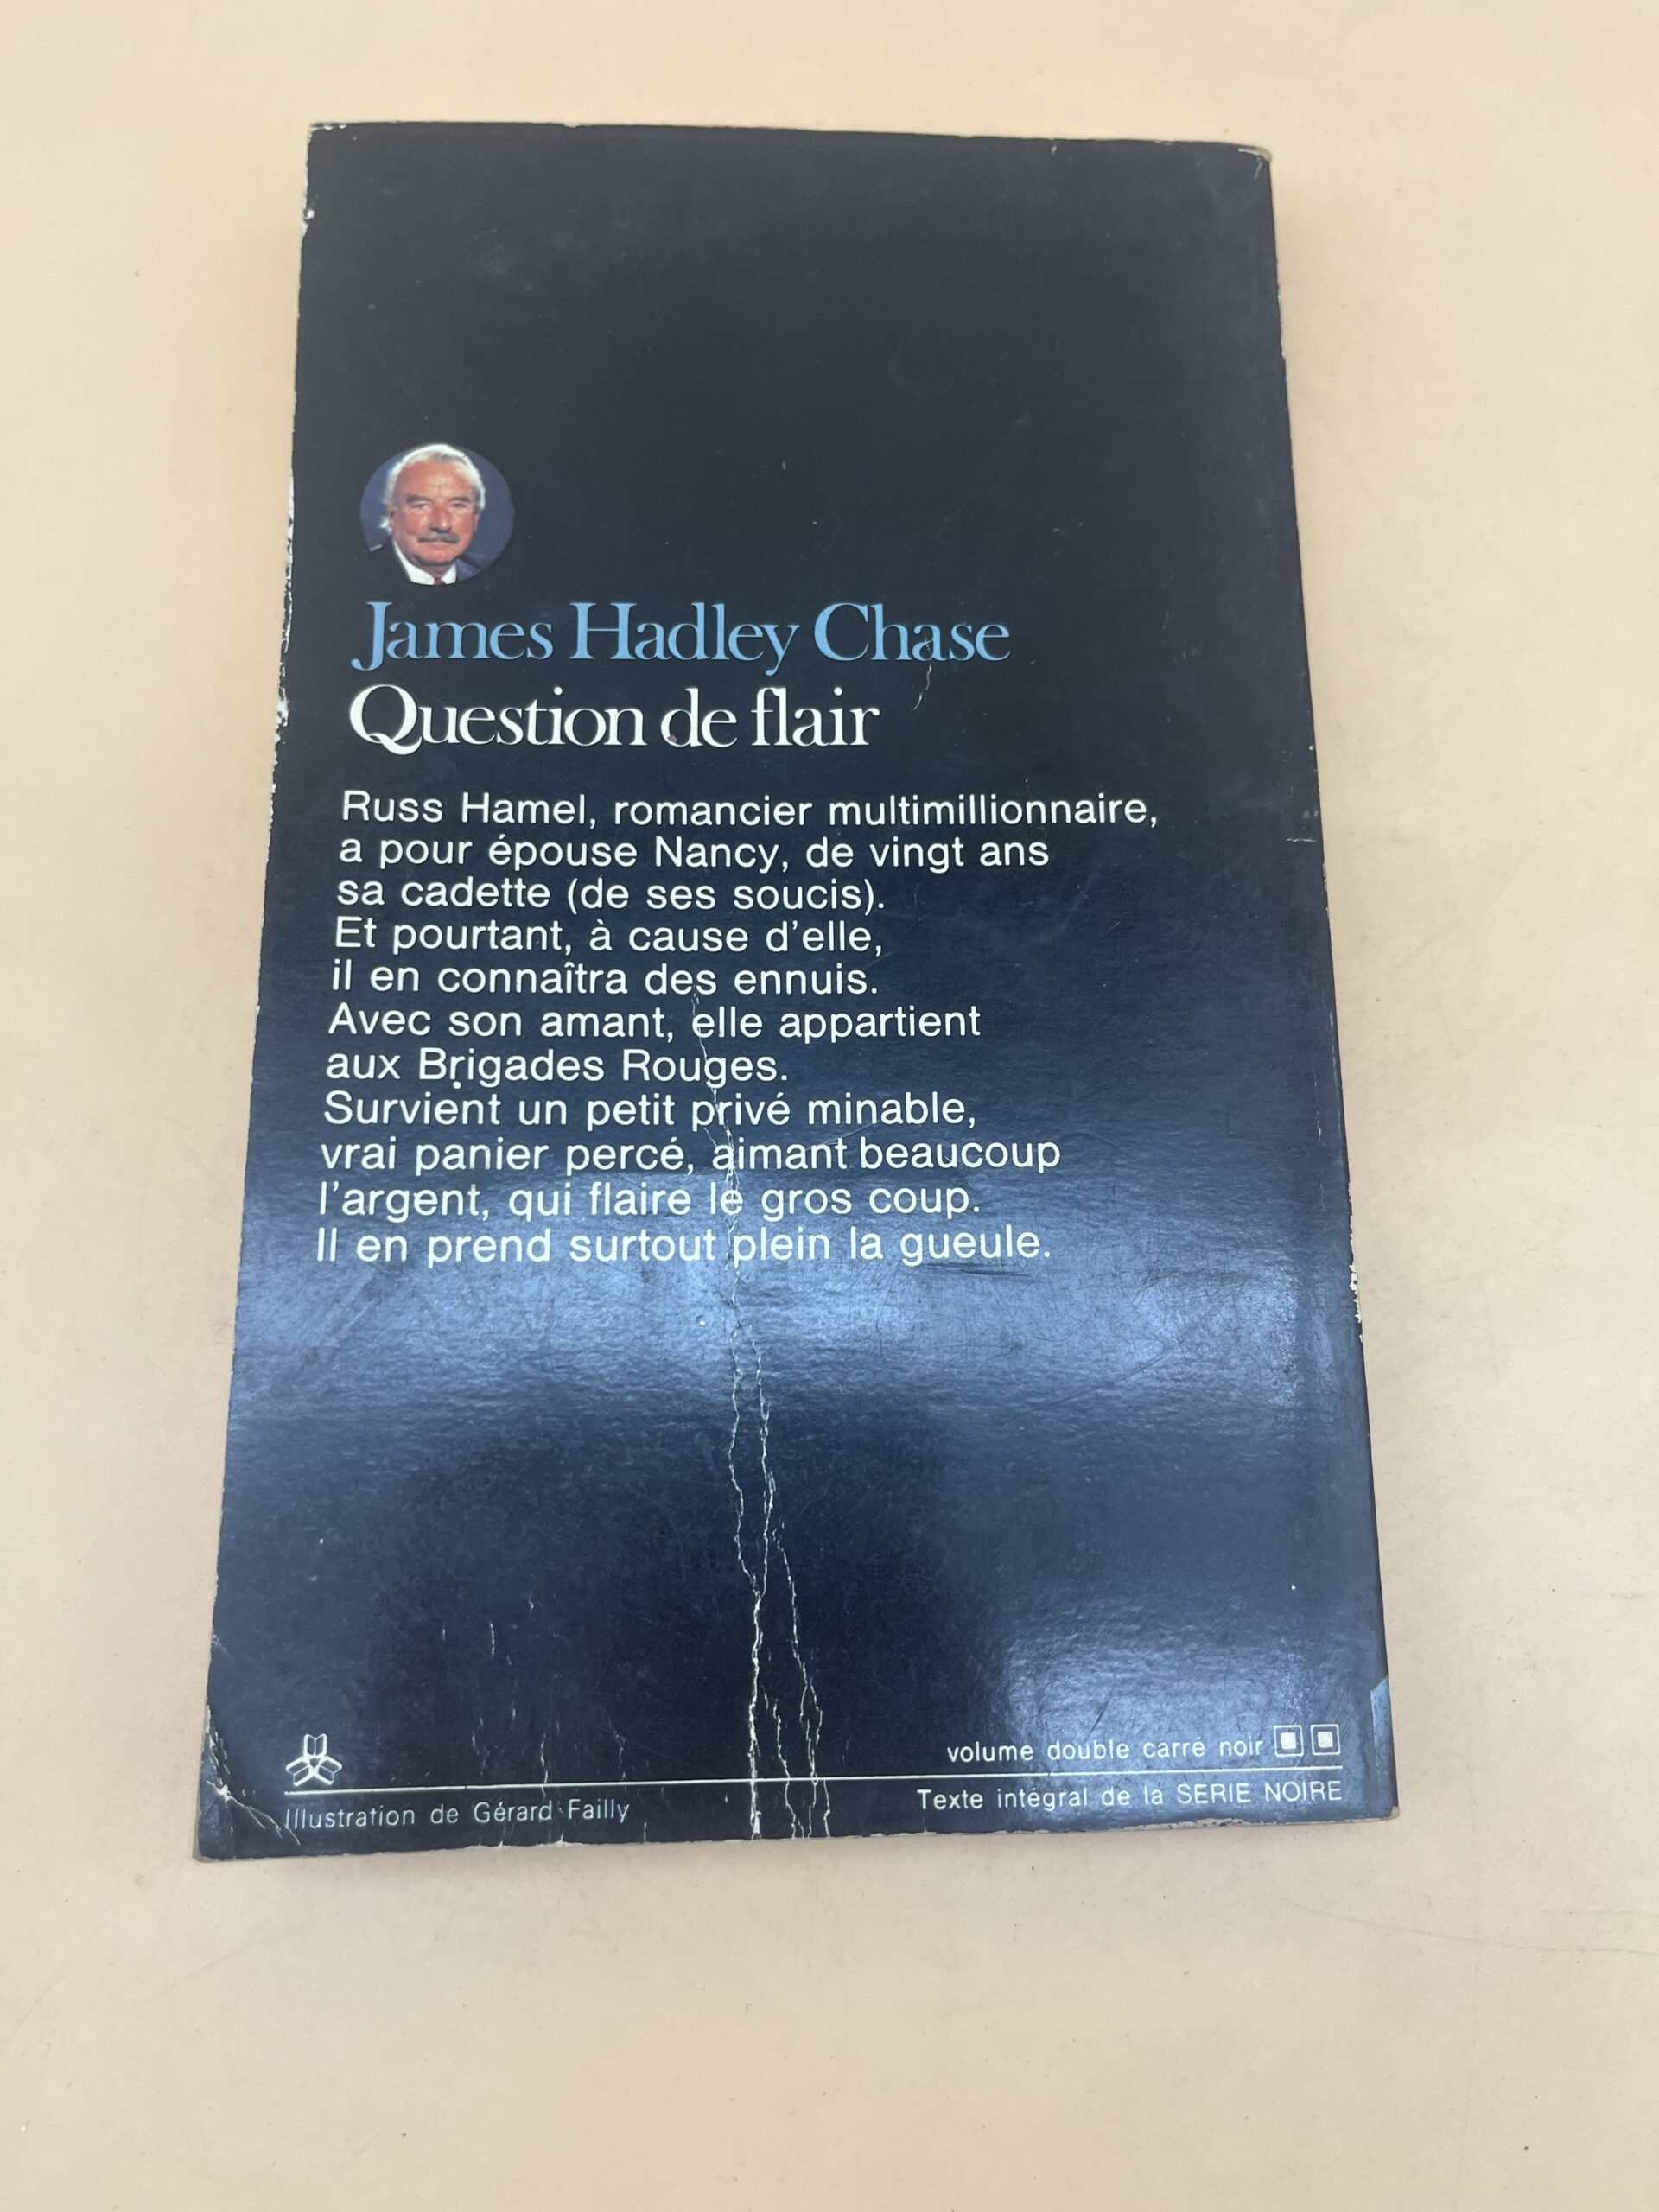 James Hadley Chase
Question de flair
Russ Hamel, romancier multimillionnaire,
a pour épouse Nancy, de vingt ans
sa cadette (de ses soucis).
Et pourtant, à cause d'elle,
il en connaîtra des ennuis.
Avec son amant, elle appartient
aux Brigades Rouges.
Survient un petit privé minable,
vrai panier percé, aimant beaucoup
l'argent, qui flaire le gros coup.
Il en prend surtout plein la gueule.
volume double carré noir
Illustration de Gérard Failly
Texte intégral de la SERIE NOIRE